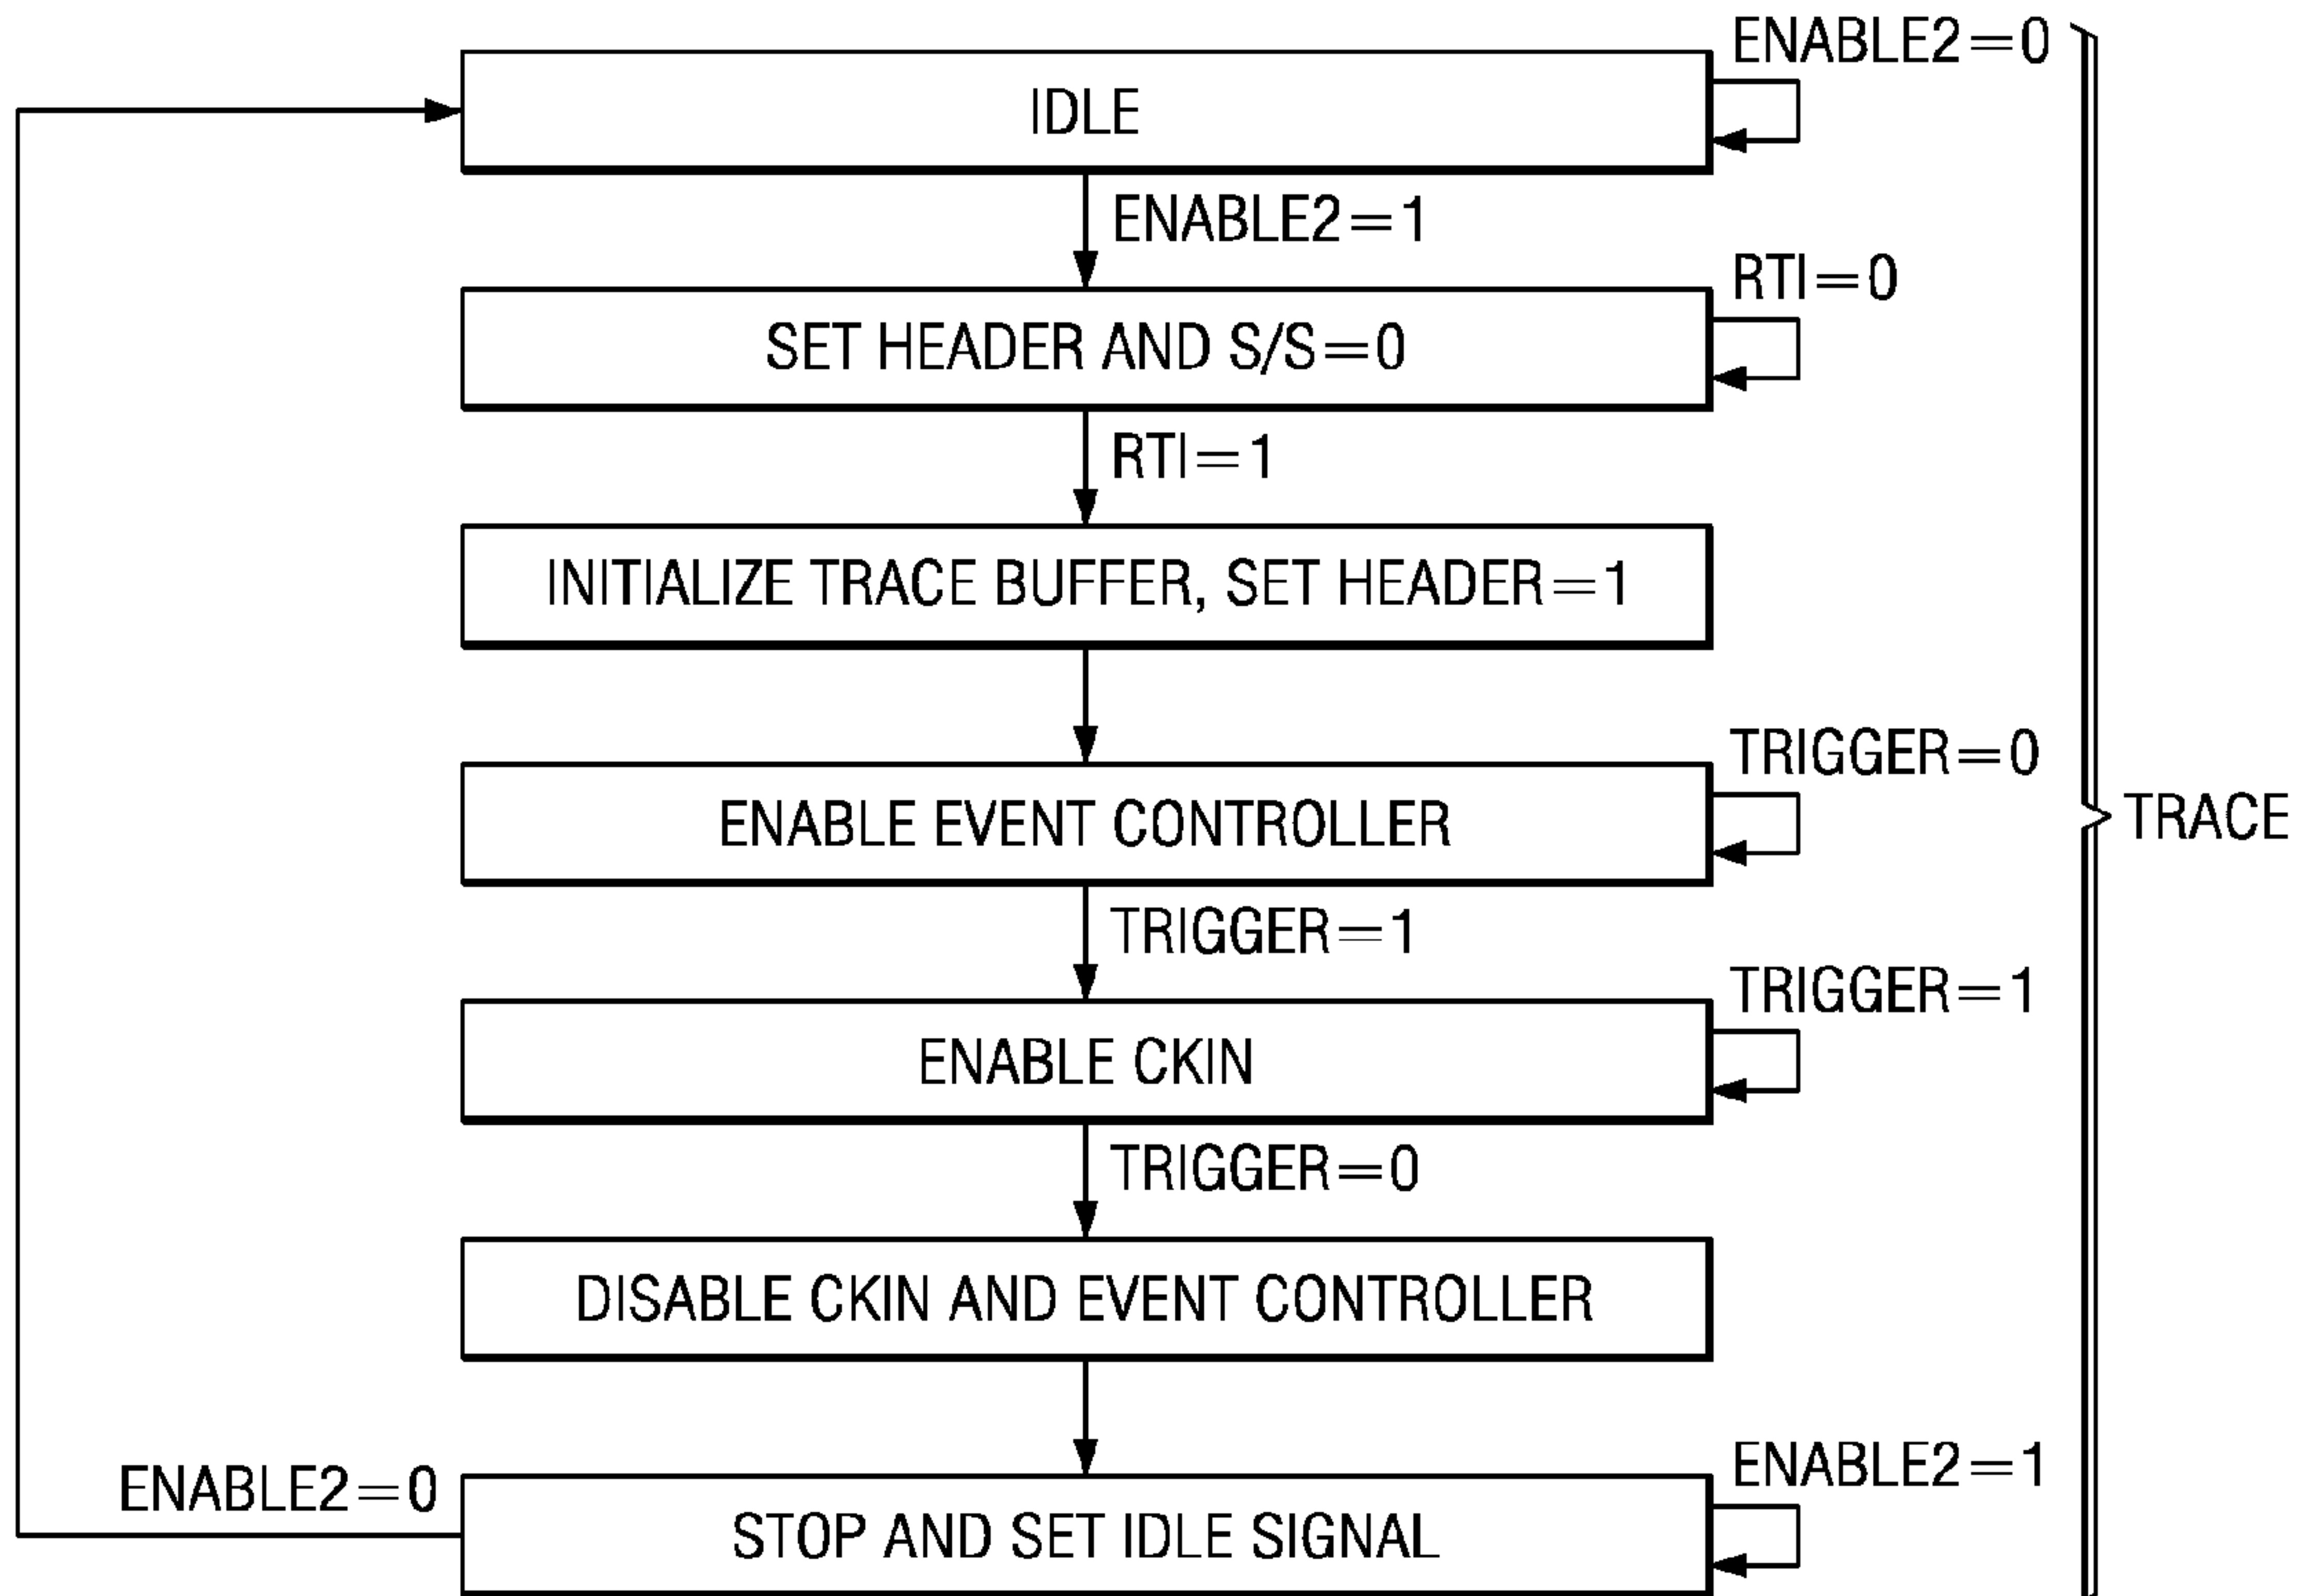 ENABLE2=0
IDLE
ENABLE2=1
RTI=0
SET HEADER AND S/S=0
RTI=1
INITIALIZE TRACE BUFFER, SET HEADER=1
TRIGGER=0
TRACE
ENABLE EVENT CONTROLLER
TRIGGER=1
TRIGGER=1
ENABLE CKIN
TRIGGER=0
DISABLE CKIN AND EVENT CONTROLLER
ENABLE2=1
ENABLE2=0
STOP AND SET IDLE SIGNAL